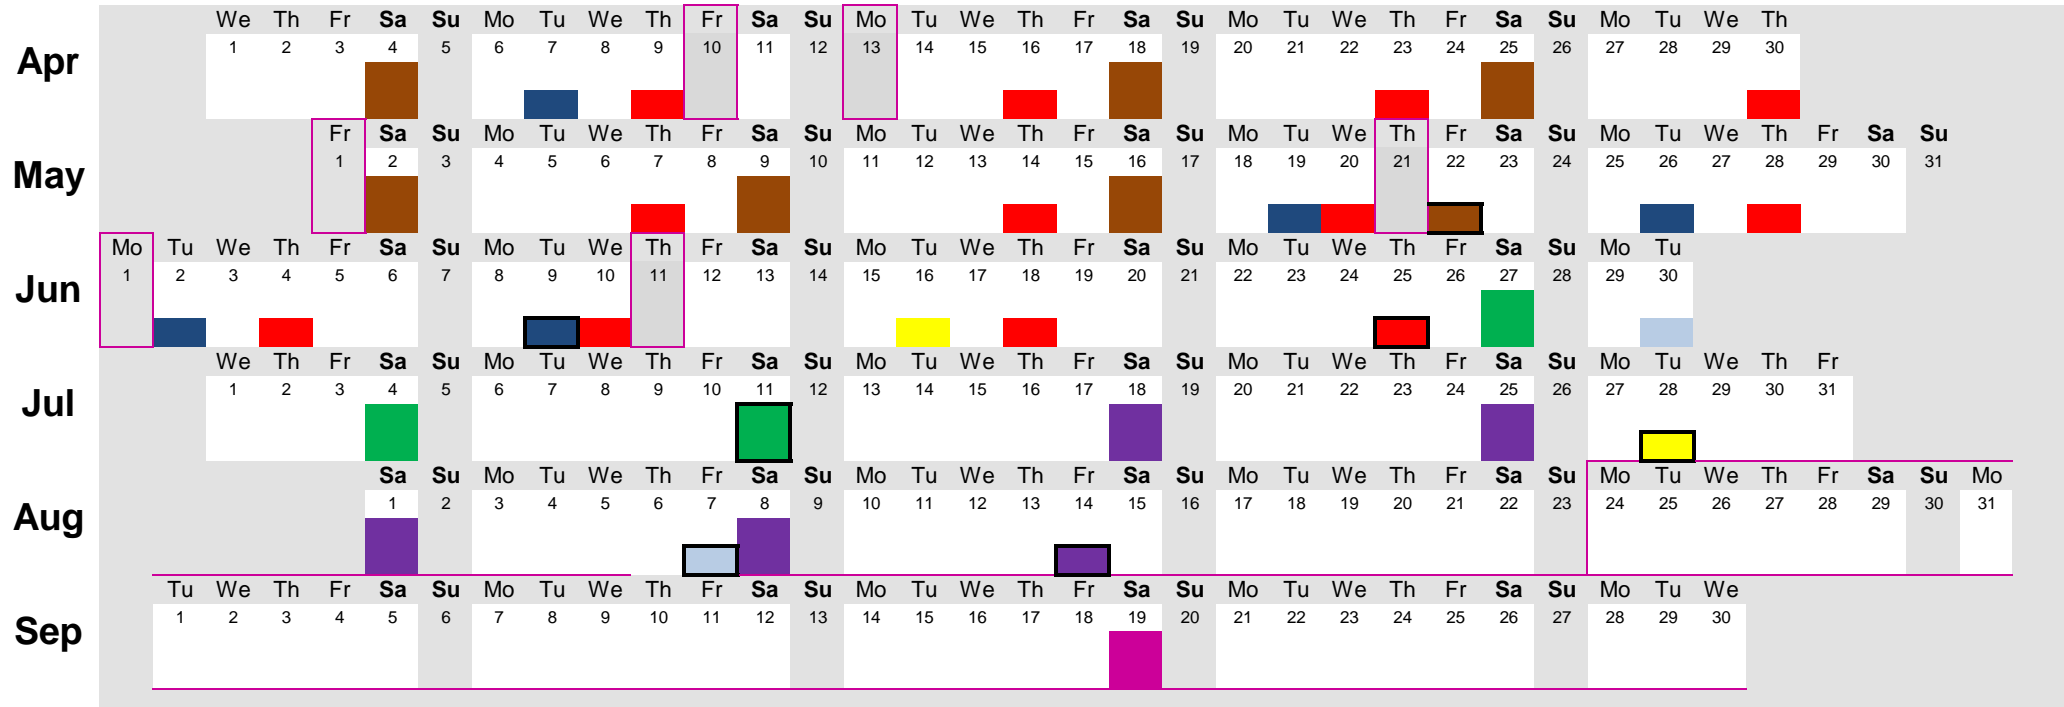 We Th Fr Sa Su Mo Tu We Th Fr Sa Su Mo Tu We Th Fr Sa Su Mo Tu We Th Fr Sa Su Mo Tu We Th
Apr 1 2 3 4 5 6 7 8 9 10 11 12 13 14 15 16 17 18 19 20 21 22 23 24 25 26 27 28 29 30
Fr Sa Su Mo Tu We Th Fr Sa Su Mo Tu We Th Fr Sa Su Mo Tu We Th Fr Sa Su Mo Tu We Th Fr Sa Su
May 1 2 3 4 5 6 7 8 9 10 11 12 13 14 15 16 17 18 19 20 21 22 23 24 25 26 27 28 29 30 31
Mo Tu We Th Fr Sa Su Mo Tu We Th Fr Sa Su Mo Tu We Th Fr Sa Su Mo Tu We Th Fr Sa Su Mo Tu
Jun 1 2 3 4 5 6 7 8 9 10 11 12 13 14 15 16 17 18 19 20 21 22 23 24 25 26 27 28 29 30
We Th Fr Sa Su Mo Tu We Th Fr Sa Su Mo Tu We Th Fr Sa Su Mo Tu We Th Fr Sa Su Mo Tu We Th Fr
Jul 1 2 3 4 5 6 7 8 9 10 11 12 13 14 15 16 17 18 19 20 21 22 23 24 25 26 27 28 29 30 31
Sa Su Mo Tu We Th Fr Sa Su Mo Tu We Th Fr Sa Su Mo Tu We Th Fr Sa Su Mo Tu We Th Fr Sa Su Mo
Aug 1 2 3 4 5 6 7 8 9 10 11 12 13 14 15 16 17 18 19 20 21 22 23 24 25 26 27 28 29 30 31
Tu We Th Fr Sa Su Mo Tu We Th Fr Sa Su Mo Tu We Th Fr Sa Su Mo Tu We Th Fr Sa Su Mo Tu We
Sep 1 2 3 4 5 6 7 8 9 10 11 12 13 14 15 16 17 18 19 20 21 22 23 24 25 26 27 28 29 30